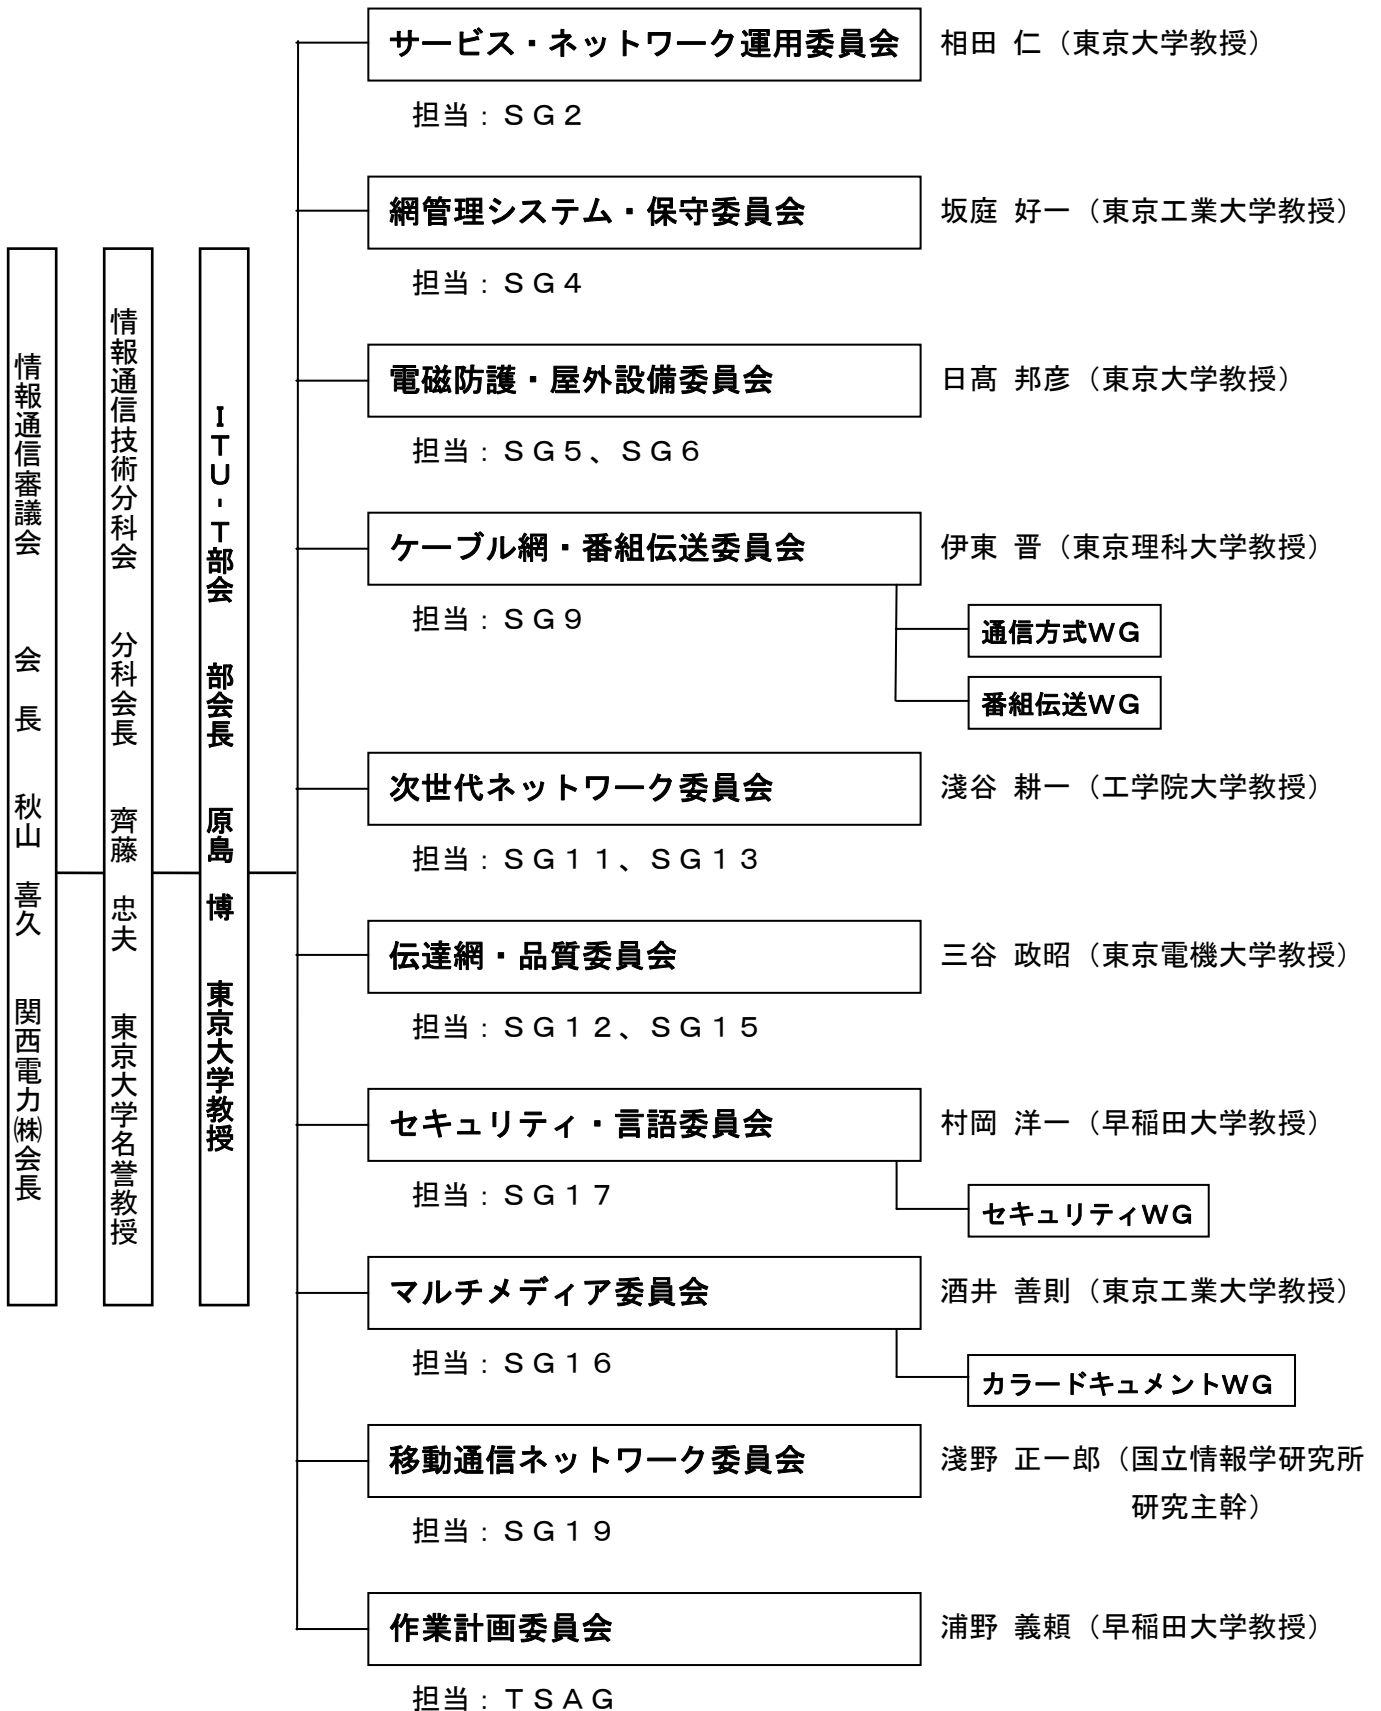 情報通信審議会　会 長　秋山 喜久　関西電力㈱会長
情報通信技術分科会　分科会長　齊藤 忠夫　東京大学名誉教授
ＩＴＵ-Ｔ部会　部会長　原島 博　東京大学教授
サービス・ネットワーク運用委員会　相田 仁（東京大学教授）
担当：ＳＧ２
網管理システム・保守委員会　坂庭 好一（東京工業大学教授）
担当：ＳＧ４
電磁防護・屋外設備委員会　日髙 邦彦（東京大学教授）
担当：ＳＧ５、ＳＧ６
ケーブル網・番組伝送委員会　伊東 晋（東京理科大学教授）
担当：ＳＧ９
通信方式ＷＧ
番組伝送ＷＧ
次世代ネットワーク委員会　淺谷 耕一（工学院大学教授）
担当：ＳＧ１１、ＳＧ１３
伝達網・品質委員会　三谷 政昭（東京電機大学教授）
担当：ＳＧ１２、ＳＧ１５
セキュリティ・言語委員会　村岡 洋一（早稲田大学教授）
担当：ＳＧ１７
セキュリティＷＧ
マルチメディア委員会　酒井 善則（東京工業大学教授）
担当：ＳＧ１６
カラードキュメントＷＧ
移動通信ネットワーク委員会　淺野 正一郎（国立情報学研究所
研究主幹）
担当：ＳＧ１９
作業計画委員会　浦野 義頼（早稲田大学教授）
担当：ＴＳＡＧ